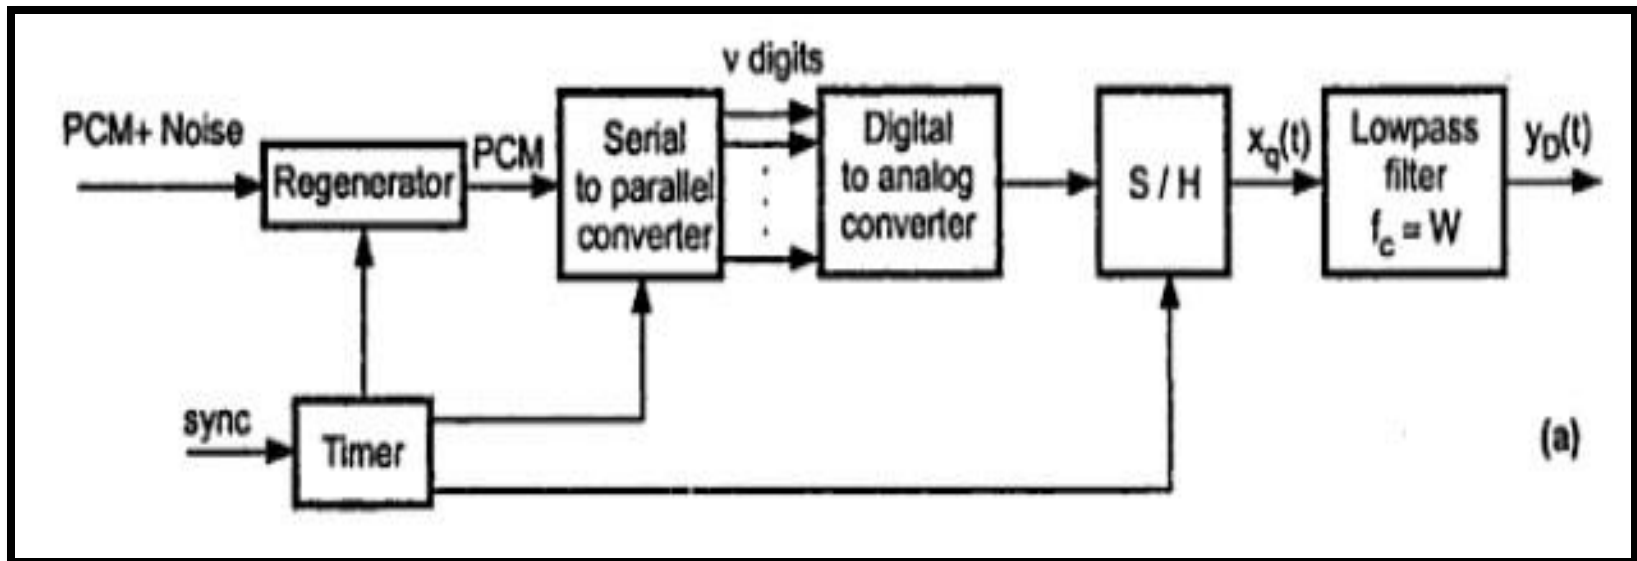 v digits
PCM+ Noise
Regenerator
PCM
Serial
to parallel
converter
Digital
to analog
converter
S / H
x_q(t)
Lowpass
filter
f_c = W
y_D(t)
sync
Timer
(a)